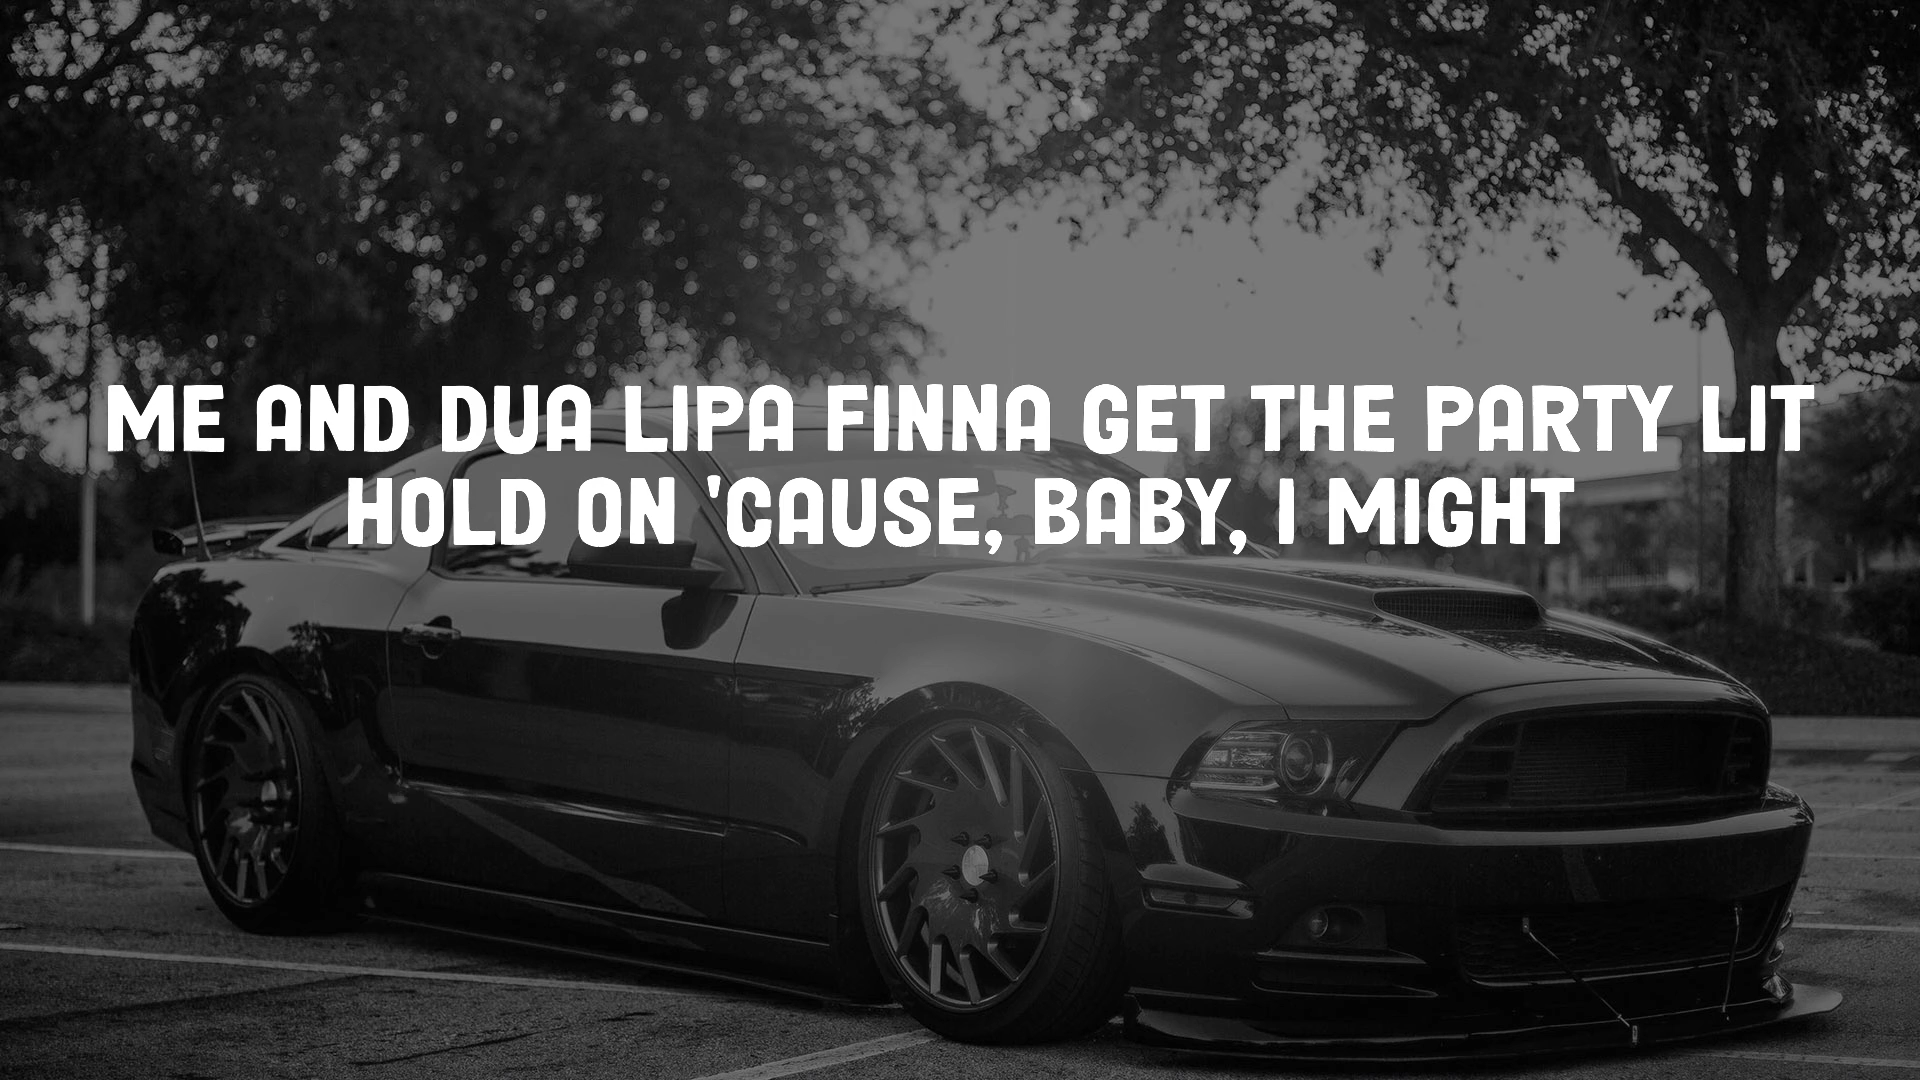 ME AND DUA LIPA FINNA GET THE PARTY LIT
HOLD ON 'CAUSE, BABY, I MIGHT